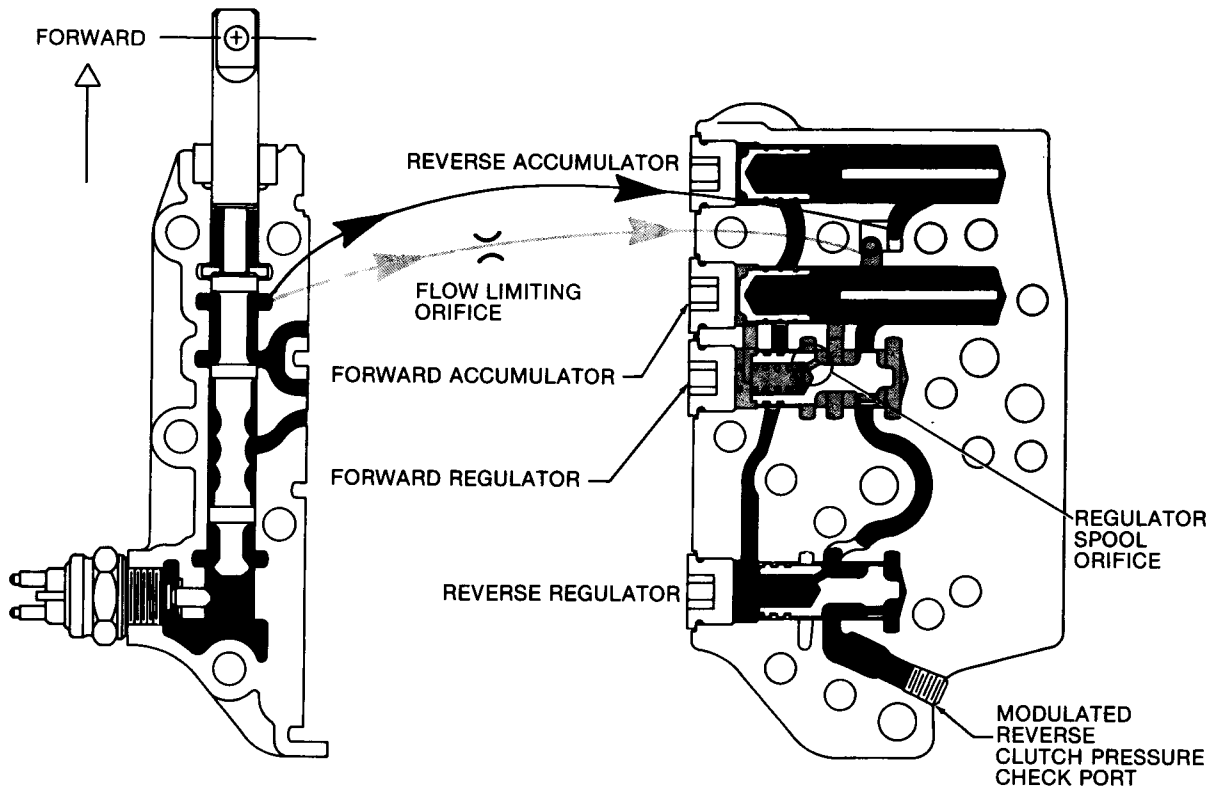 FORWARD
REVERSE ACCUMULATOR
FLOW LIMITING
ORIFICE
FORWARD ACCUMULATOR
FORWARD REGULATOR
REGULATOR
SPOOL
ORIFICE
REVERSE REGULATOR
MODULATED
REVERSE
CLUTCH PRESSURE
CHECK PORT